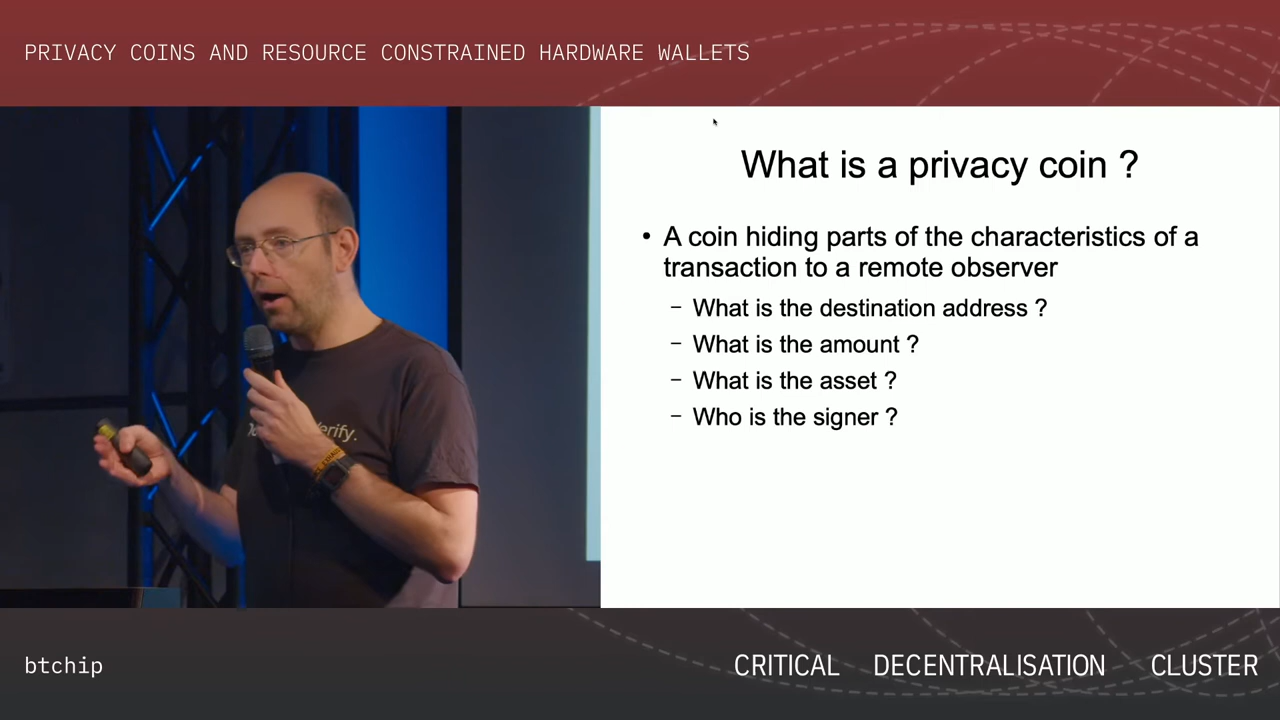 PRIVACY COINS AND RESOURCE CONSTRAINED HARDWARE WALLETS
What is a privacy coin ?
• A coin hiding parts of the characteristics of a
transaction to a remote observer
– What is the destination address ?
– What is the amount ?
– What is the asset ?
– Who is the signer ?
erify.
btchip
CRITICAL DECENTRALISATION CLUSTER